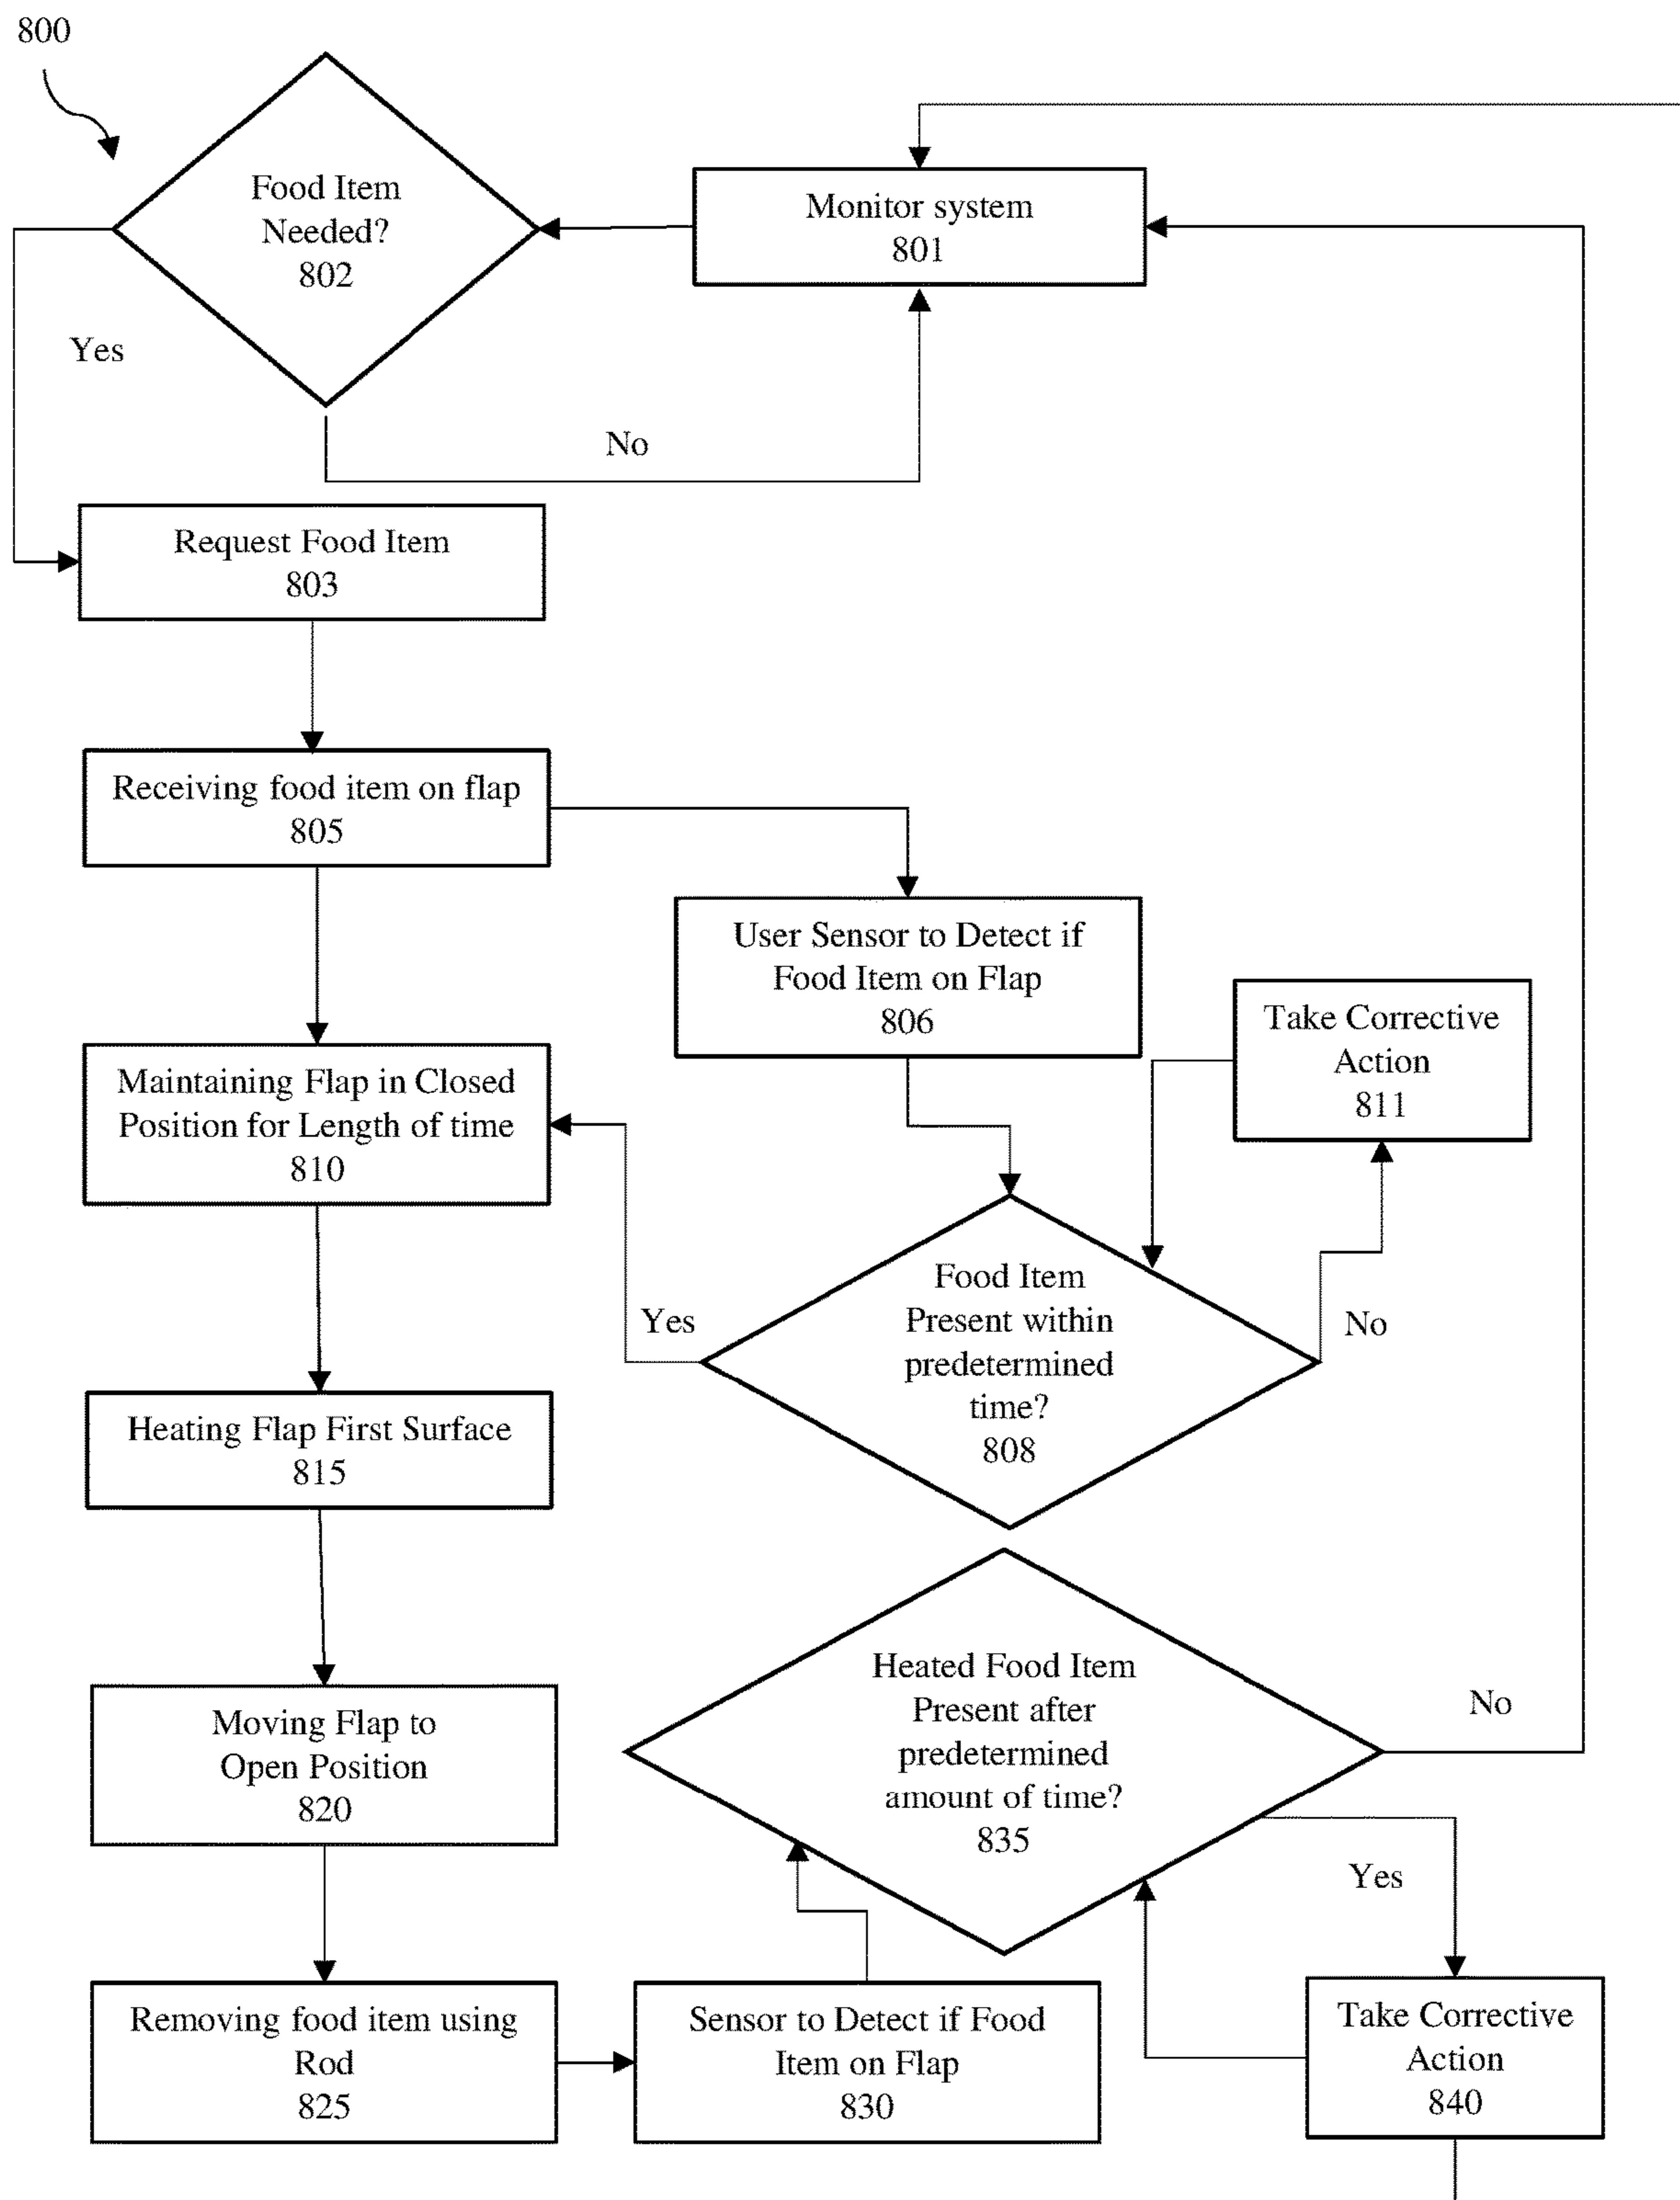 800
Food Item
Needed?
802
Monitor system
801
Yes
No
Request Food Item
803
Receiving food item on flap
805
User Sensor to Detect if
Food Item on Flap
806
Take Corrective
Action
811
Maintaining Flap in Closed
Position for Length of time
810
Food Item
Present within
predetermined
time?
808
Yes
No
Heating Flap First Surface
815
Heated Food Item
Present after
predetermined
amount of time?
835
No
Yes
Moving Flap to
Open Position
820
Removing food item using
Rod
825
Sensor to Detect if Food
Item on Flap
830
Take Corrective
Action
840